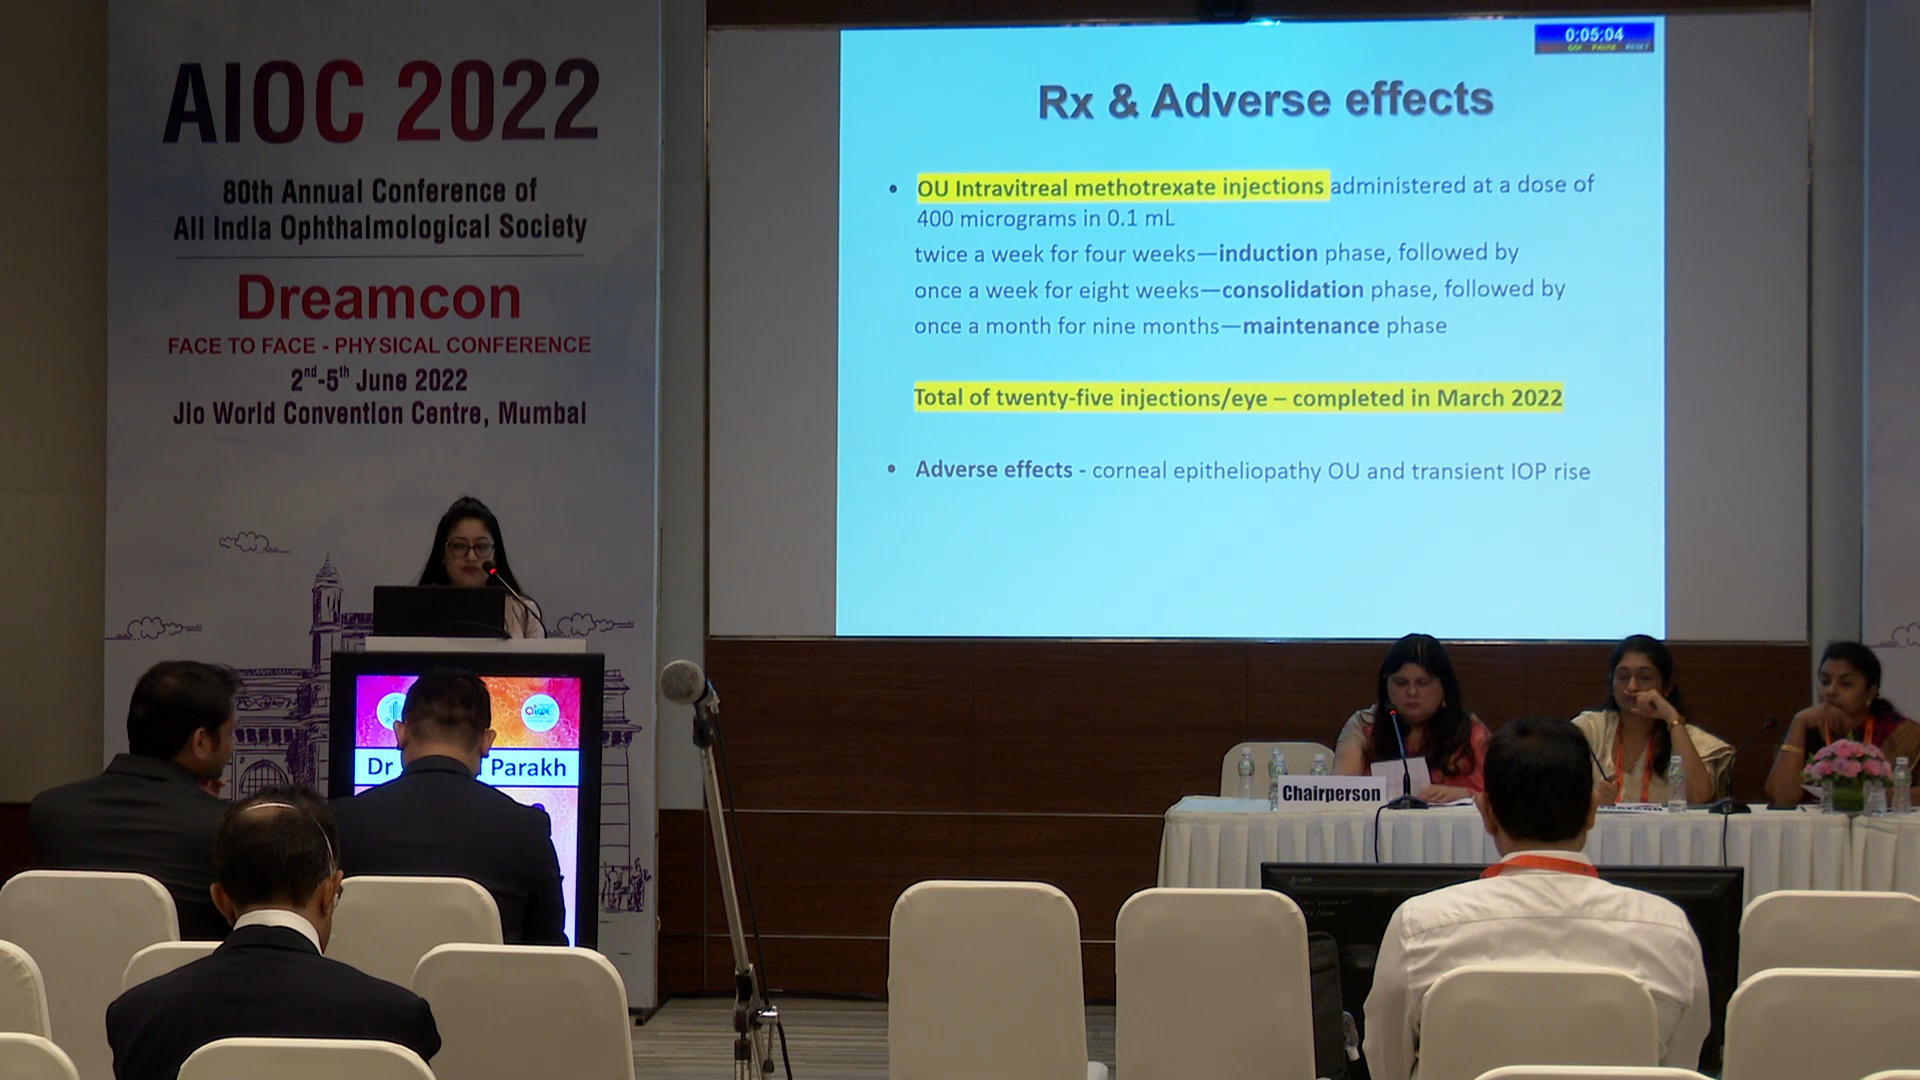 AIOC 2022
80th Annual Conference of
All India Ophthalmological Society
Dreamcon
FACE TO FACE - PHYSICAL CONFERENCE
2nd-5th June 2022
Jio World Convention Centre, Mumbai
0:05:04
GO! PAUSE RESET
Rx & Adverse effects
• OU Intravitreal methotrexate injections administered at a dose of
400 micrograms in 0.1 mL
twice a week for four weeks—induction phase, followed by
once a week for eight weeks—consolidation phase, followed by
once a month for nine months—maintenance phase
Total of twenty-five injections/eye – completed in March 2022
• Adverse effects - corneal epitheliopathy OU and transient IOP rise
Dr
Parakh
Chairperson